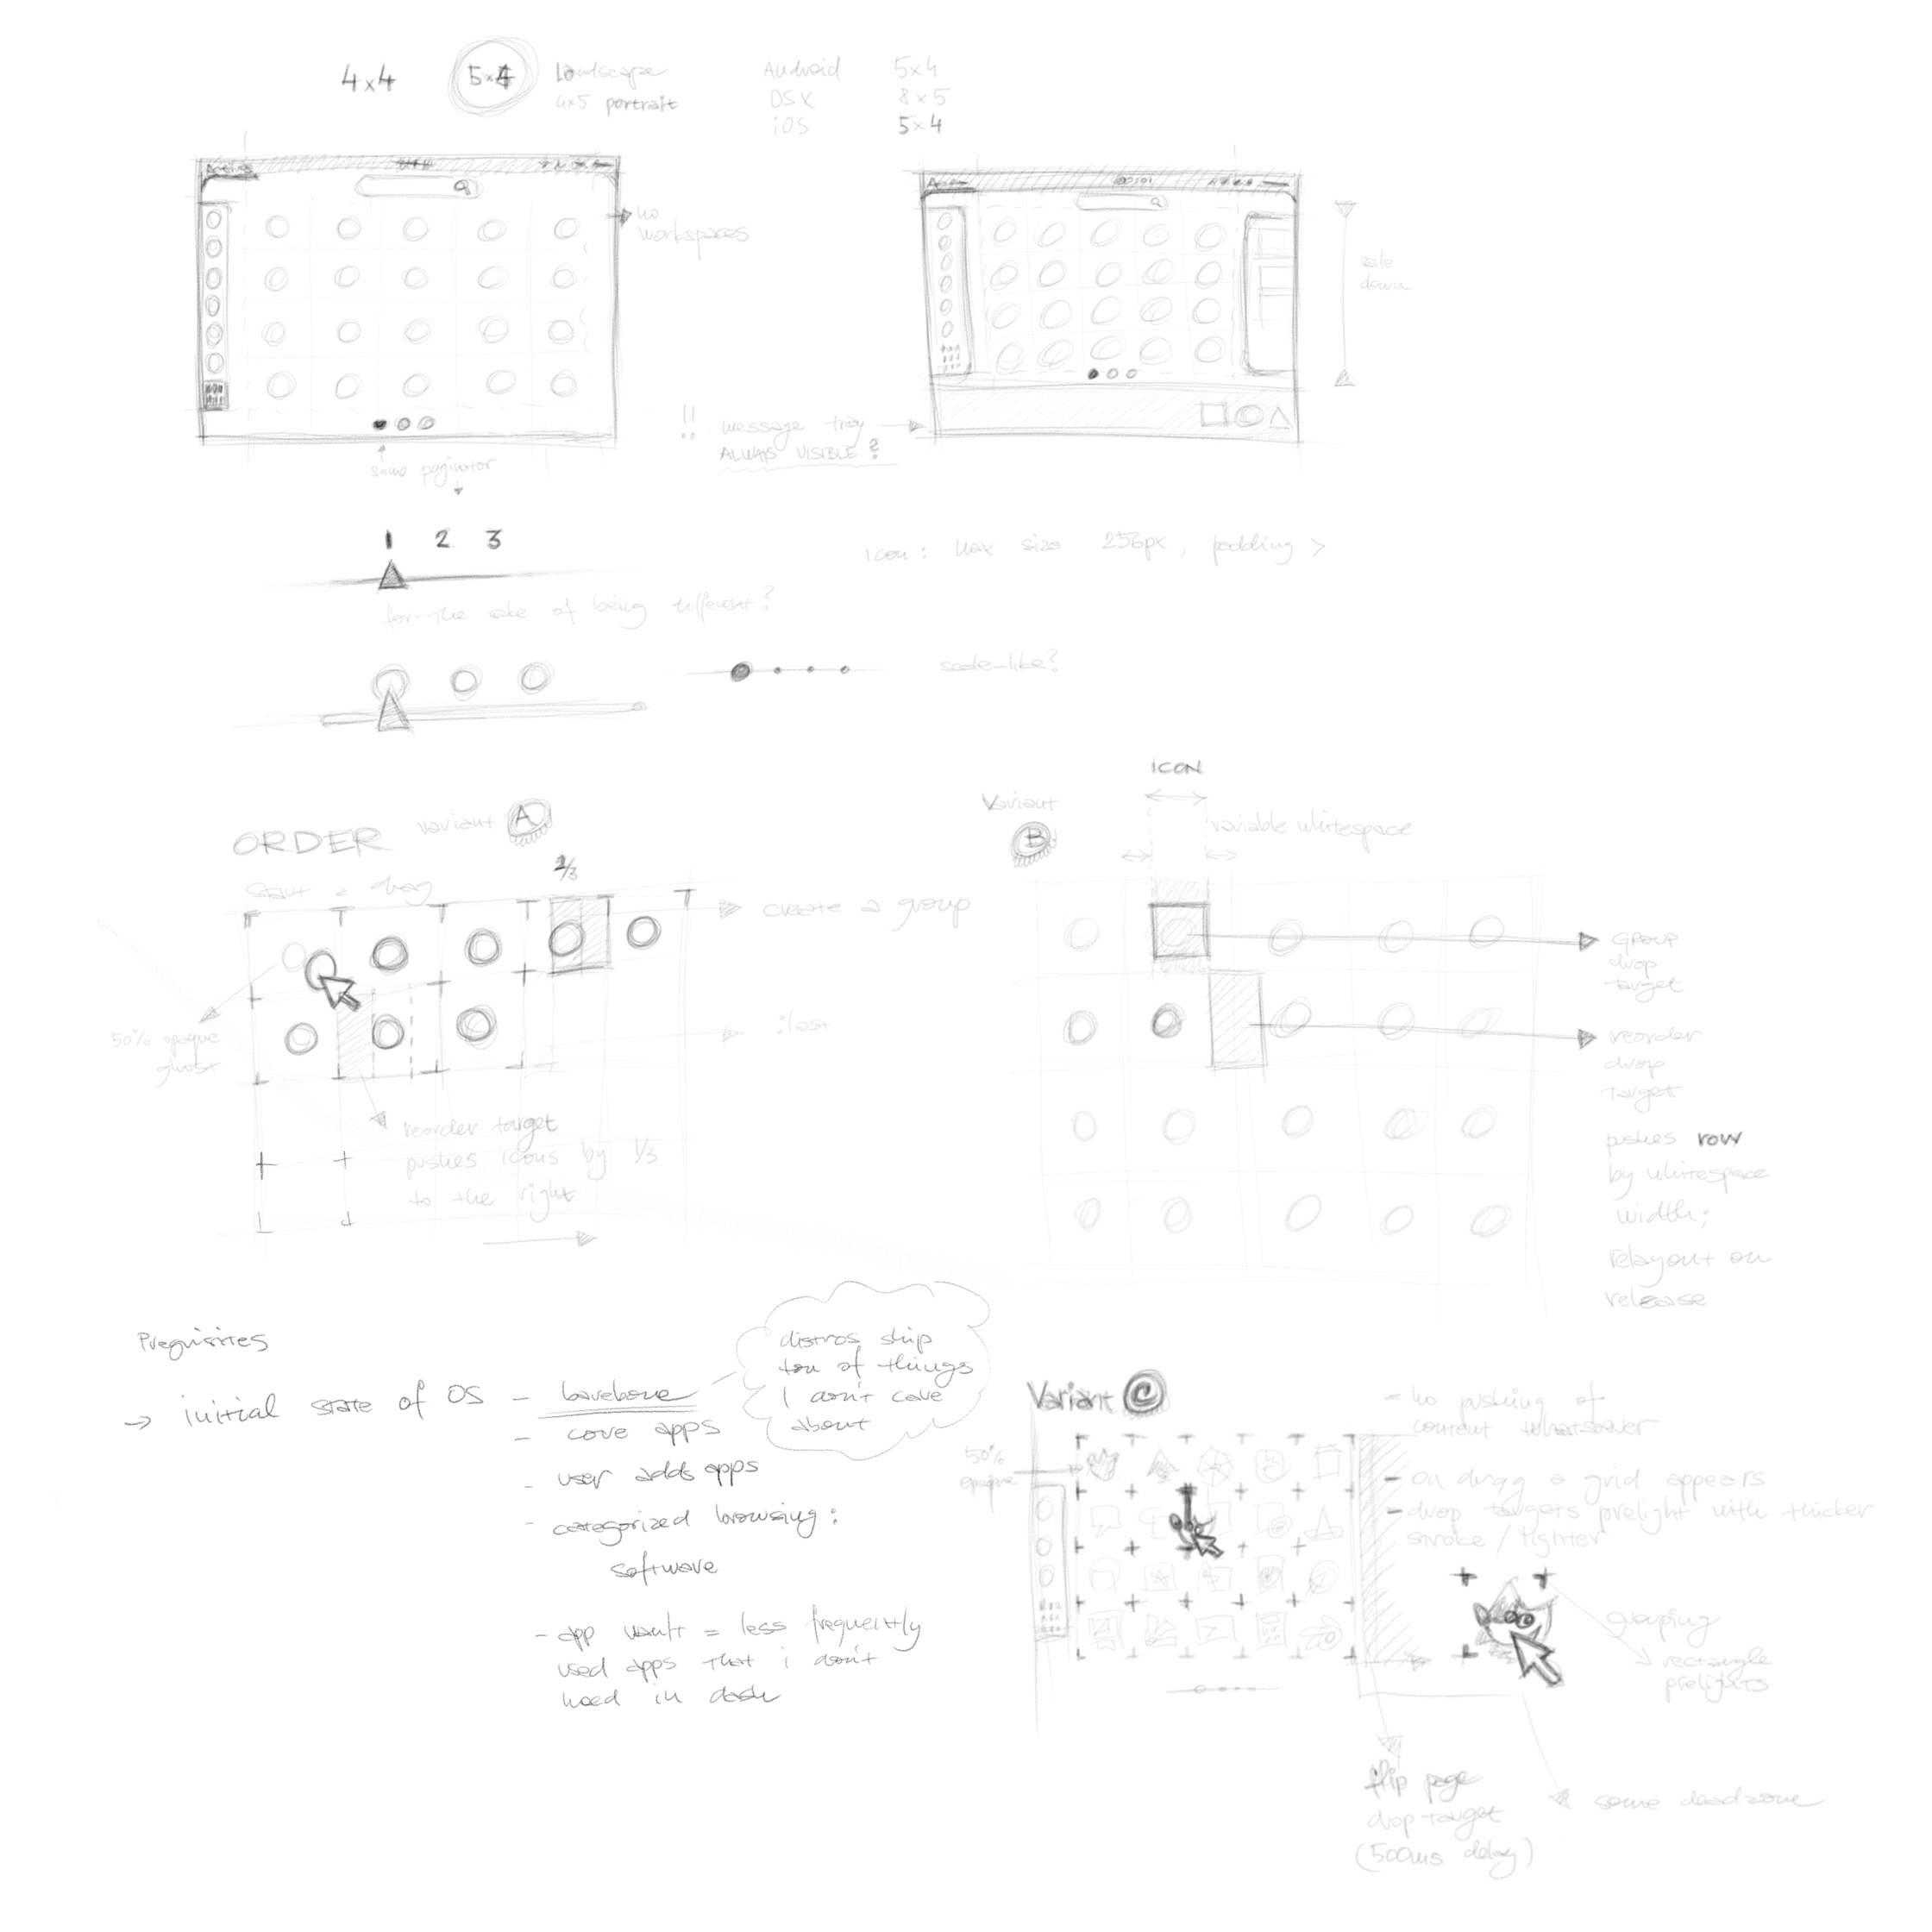 4x4
5x4
Landscape
4x5 portrait
Android 5x4
OSX 8x5
iOS 5x4
no
workspaces
some paginator
!! message tray
ALWAYS VISIBLE?
scale
down
1 2 3
for the sake of being different?
Icon: max size 256px, padding >
scale-like?
ORDER variant A
start = drag
1/3
create a group
:last
50% opaque
ghost
reorder target
pushes icons by 1/3
to the right
Variant
B
ICON
variable whitespace
Group
drop
target
reorder
drop
target
pushes row
by whitespace
width;
relayout on
release
Prequisites
→ initial state of OS - barebone
- core apps
- user adds apps
- categorized browsing:
software
- app vault = less frequently
used apps that i don't
need in dash
distros ship
ton of things
I don't care
about
Variant C
50%
opaque
- no pushing of
content whatsoever
- on drag a grid appears
- drop targets prelight with thicker
stroke / lighter
grouping
rectangle
prelights
flip page
drop target
(500ms delay)
some deadzone